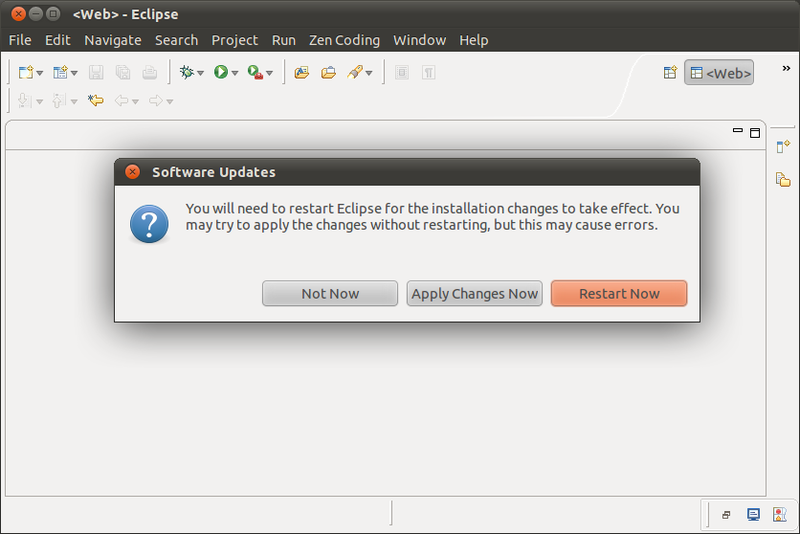 <Web> - Eclipse
File Edit Navigate Search Project Run Zen Coding Window Help
<Web>
Software Updates
You will need to restart Eclipse for the installation changes to take effect. You
may try to apply the changes without restarting, but this may cause errors.
Not Now Apply Changes Now Restart Now